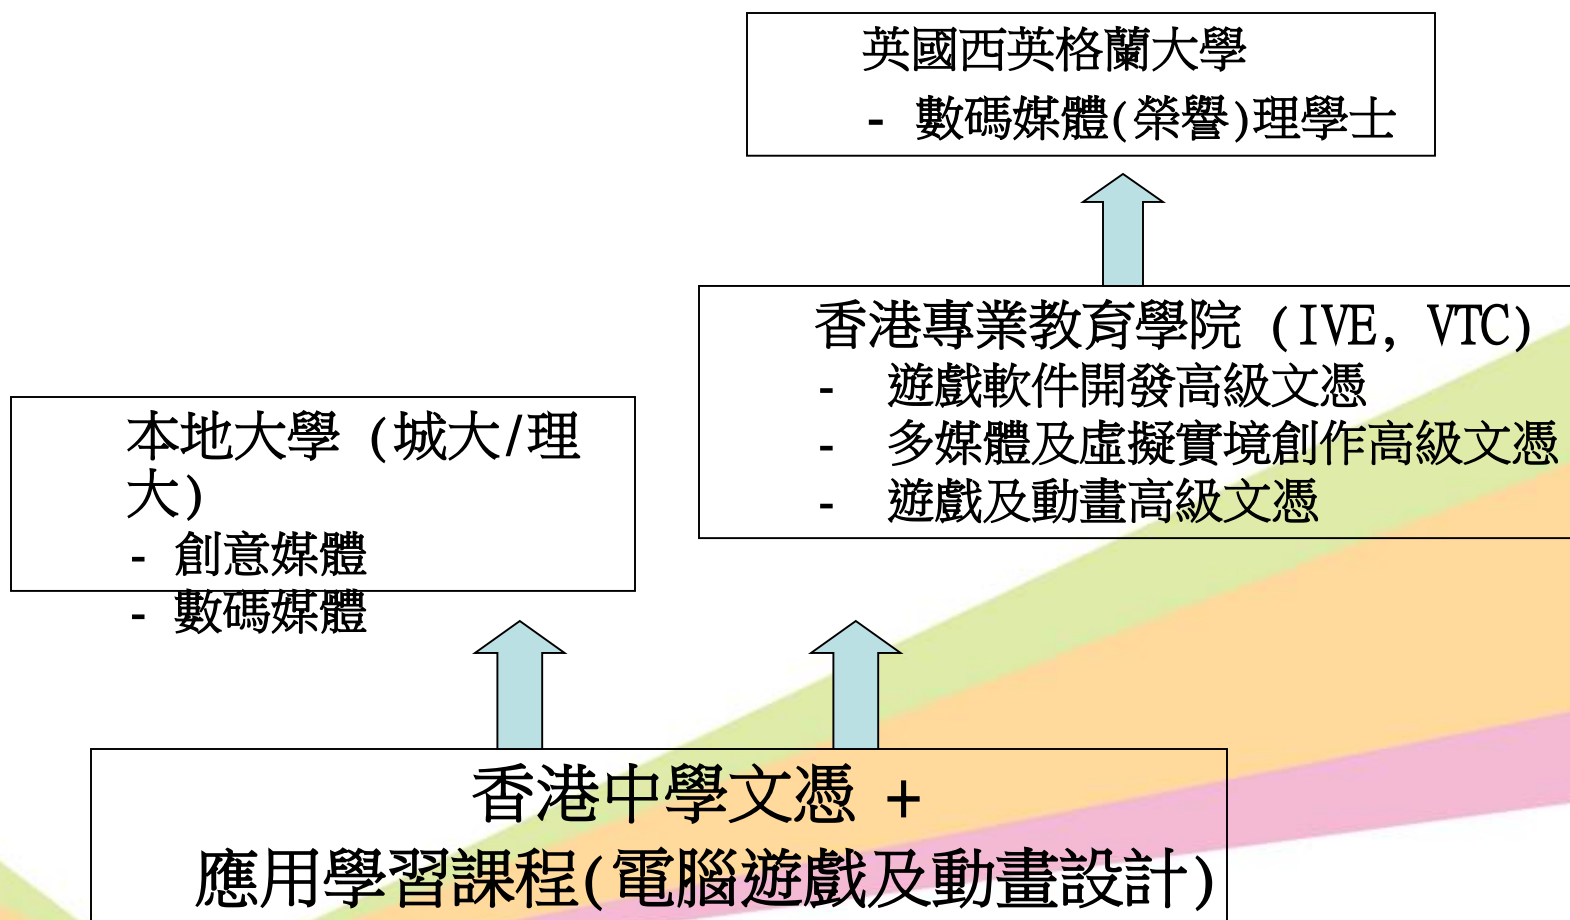 英國西英格蘭大學
- 數碼媒體(榮譽)理學士
香港專業教育學院 (IVE, VTC)
- 遊戲軟件開發高級文憑
- 多媒體及虛擬實境創作高級文憑
- 遊戲及動畫高級文憑
本地大學 (城大/理
大)
- 創意媒體
- 數碼媒體
香港中學文憑 +
應用學習課程(電腦遊戲及動畫設計)